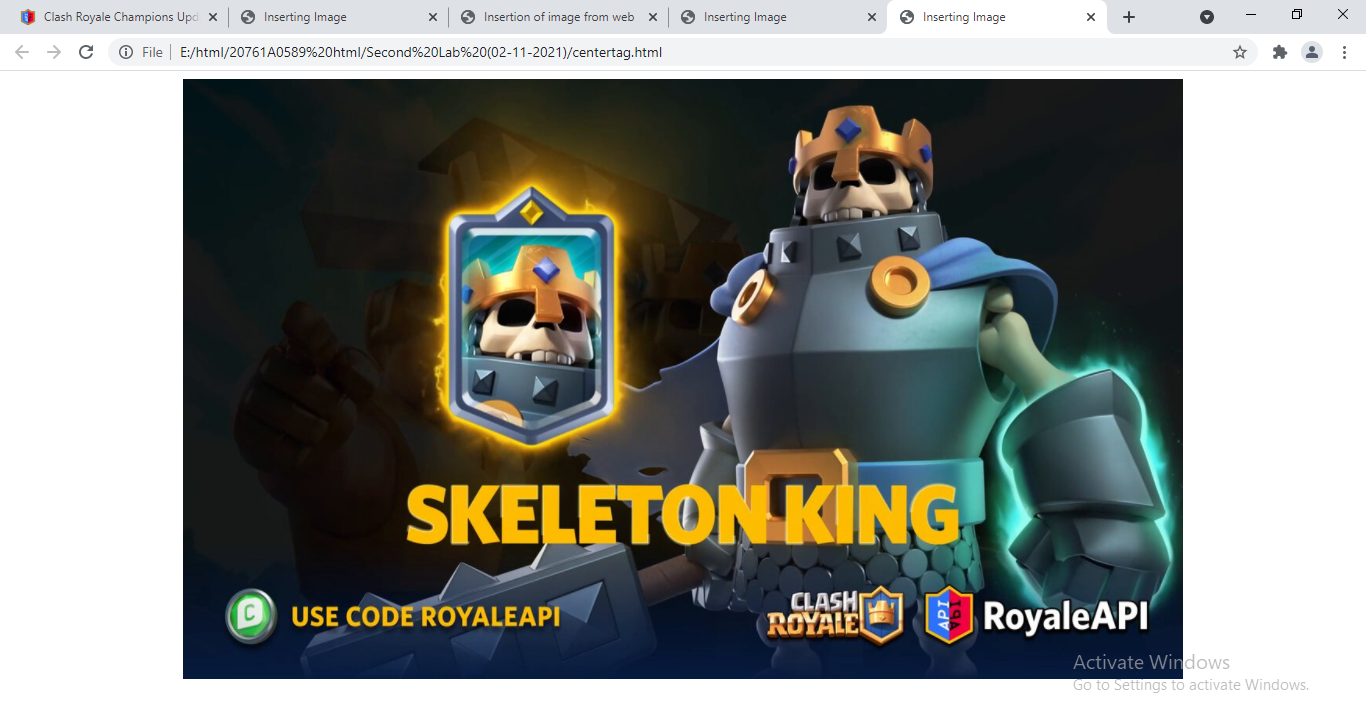 Clash Royale Champions Upd
Inserting Image
Insertion of image from web
Inserting Image
Inserting Image
File
E:/html/20761A0589%20html/Second%20Lab%20(02-11-2021)/centertag.html
SKELETON KING
C
USE CODE ROYALEAPI
CLASH
ROYALE
API
API
RoyaleAPI
Activate Windows
Go to Settings to activate Windows.